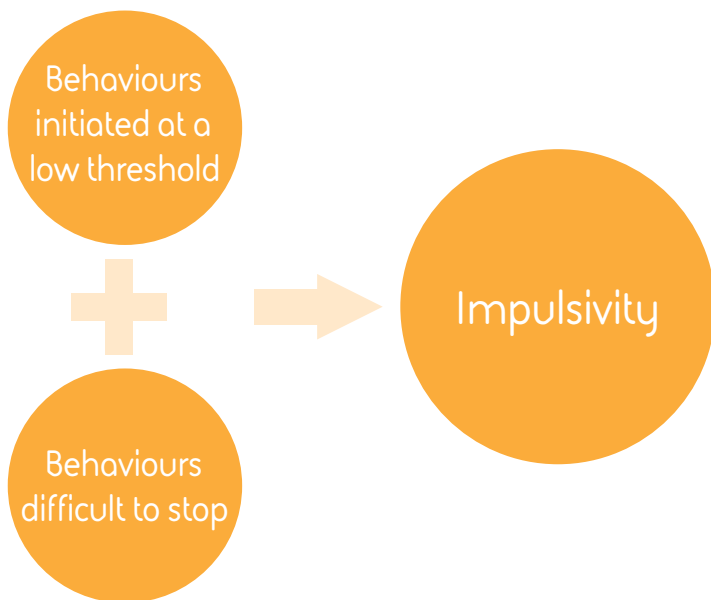 Behaviours
initiated at a
low threshold
Impulsivity
Behaviours
difficult to stop